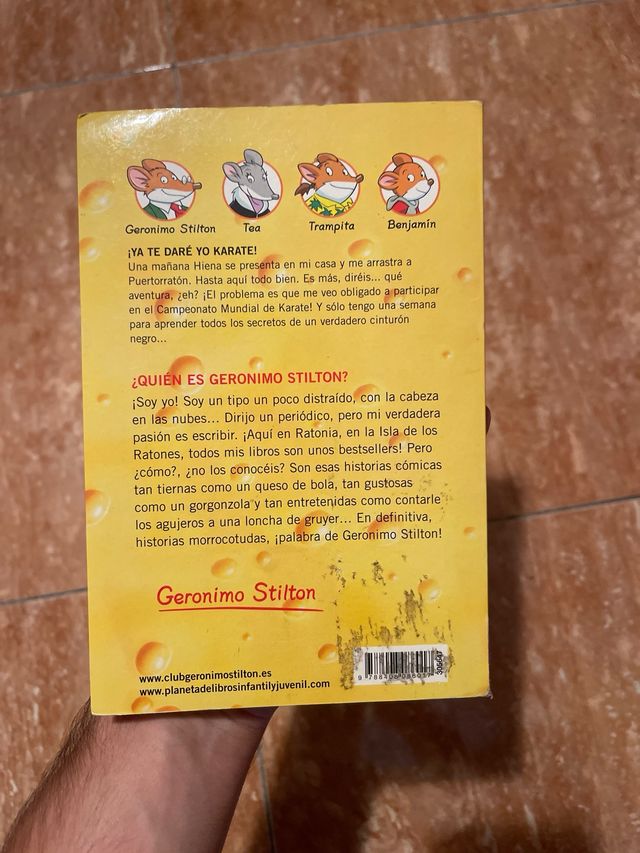 Geronimo Stilton Tea Trampita Benjamín
¡YA TE DARÉ YO KARATE!
Una mañana Hiena se presenta en mi casa y me arrastra a
Puertorratón. Hasta aquí todo bien. Es más, diréis... qué
aventura, ¿eh? ¡El problema es que me veo obligado a participar
en el Campeonato Mundial de Karate! Y sólo tengo una semana
para aprender todos los secretos de un verdadero cinturón
negro...
¿QUIÉN ES GERONIMO STILTON?
¡Soy yo! Soy un tipo un poco distraído, con la cabeza
en las nubes... Dirijo un periódico, pero mi verdadera
pasión es escribir. ¡Aquí en Ratonia, en la Isla de los
Ratones, todos mis libros son unos bestsellers! Pero
¿cómo?, ¿no los conocéis? Son esas historias cómicas
tan tiernas como un queso de bola, tan gustosas
como un gorgonzola y tan entretenidas como contarle
los agujeros a una loncha de gruyer... En definitiva,
historias morrocotudas, ¡palabra de Geronimo Stilton!
Geronimo Stilton
www.clubgeronimostilton.es
www.planetadelibrosinfantilyjuvenil.com